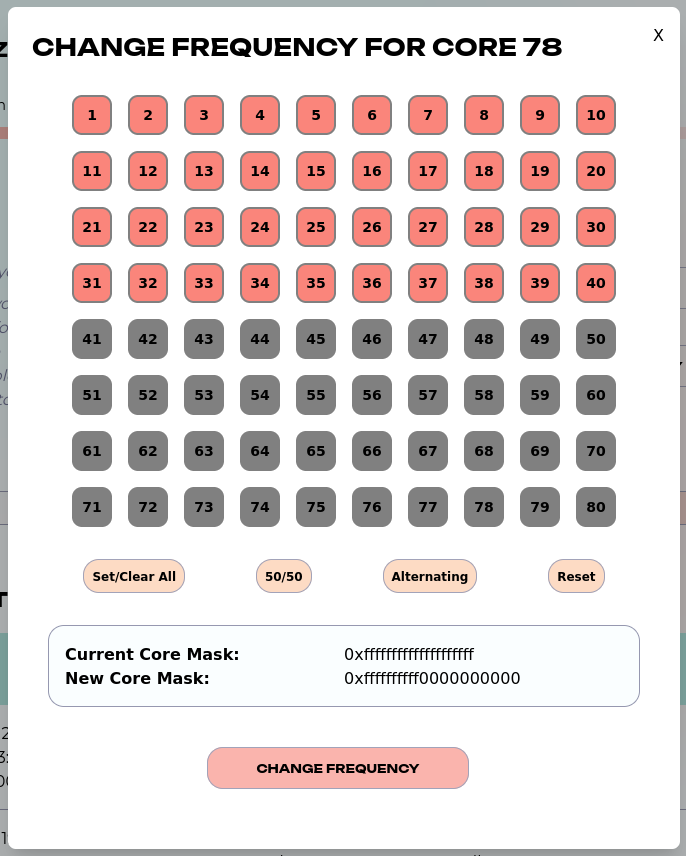 CHANGE FREQUENCY FOR CORE 78
X
1 2 3 4 5 6 7 8 9 10
11 12 13 14 15 16 17 18 19 20
21 22 23 24 25 26 27 28 29 30
31 32 33 34 35 36 37 38 39 40
41 42 43 44 45 46 47 48 49 50
51 52 53 54 55 56 57 58 59 60
61 62 63 64 65 66 67 68 69 70
71 72 73 74 75 76 77 78 79 80
Set/Clear All 50/50 Alternating Reset
Current Core Mask: 0xffffffffffffffffffff
New Core Mask: 0xffffffffff0000000000
CHANGE FREQUENCY